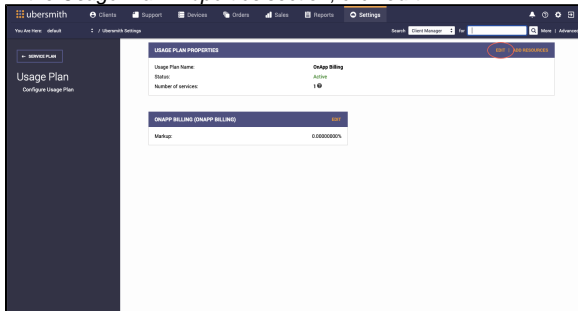 ubersmith Clients Support Devices Orders Sales Reports Settings
You Are Here: default / Ubersmith Settings Search Client Manager for More | Advanced
← SERVICE PLAN
Usage Plan
Configure Usage Plan
USAGE PLAN PROPERTIES EDIT | ADD RESOURCES
Usage Plan Name: OnApp Billing
Status: Active
Number of services: 1
ONAPP BILLING (ONAPP BILLING) EDIT
Markup: 0.00000000%